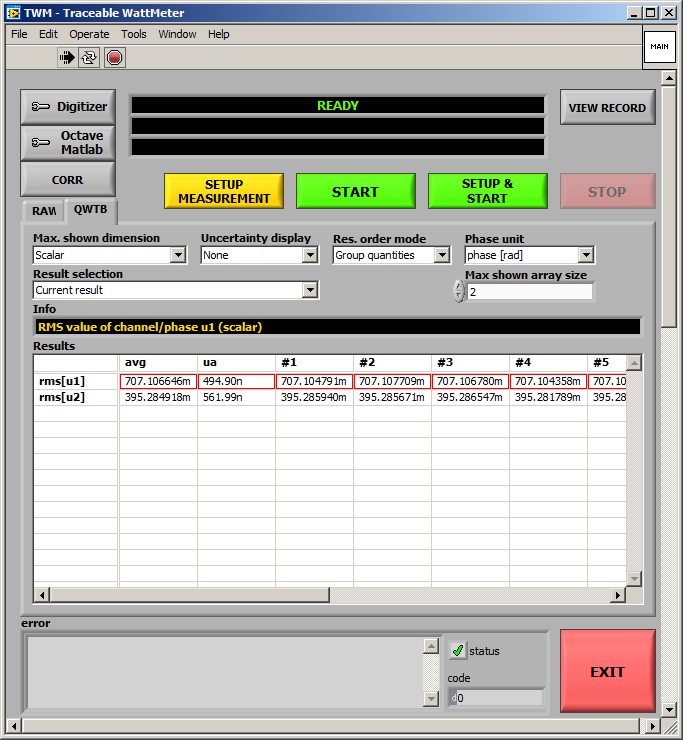 TWM - Traceable WattMeter
File Edit Operate Tools Window Help
MAIN
Digitizer
READY
VIEW RECORD
Octave
Matlab
CORR
SETUP
MEASUREMENT
START
SETUP &
START
STOP
RAW QWTB
Max. shown dimension Uncertainty display Res. order mode Phase unit
Scalar None Group quantities phase [rad]
Result selection Max shown array size
Current result 2
Info
RMS value of channel/phase u1 (scalar)
Results
avg ua #1 #2 #3 #4 #5
rms[u1] 707.106646m 494.90n 707.104791m 707.107709m 707.106780m 707.104358m 707.10
rms[u2] 395.284918m 561.99n 395.285940m 395.285671m 395.286547m 395.281789m 395.28
error
status
code
0
EXIT